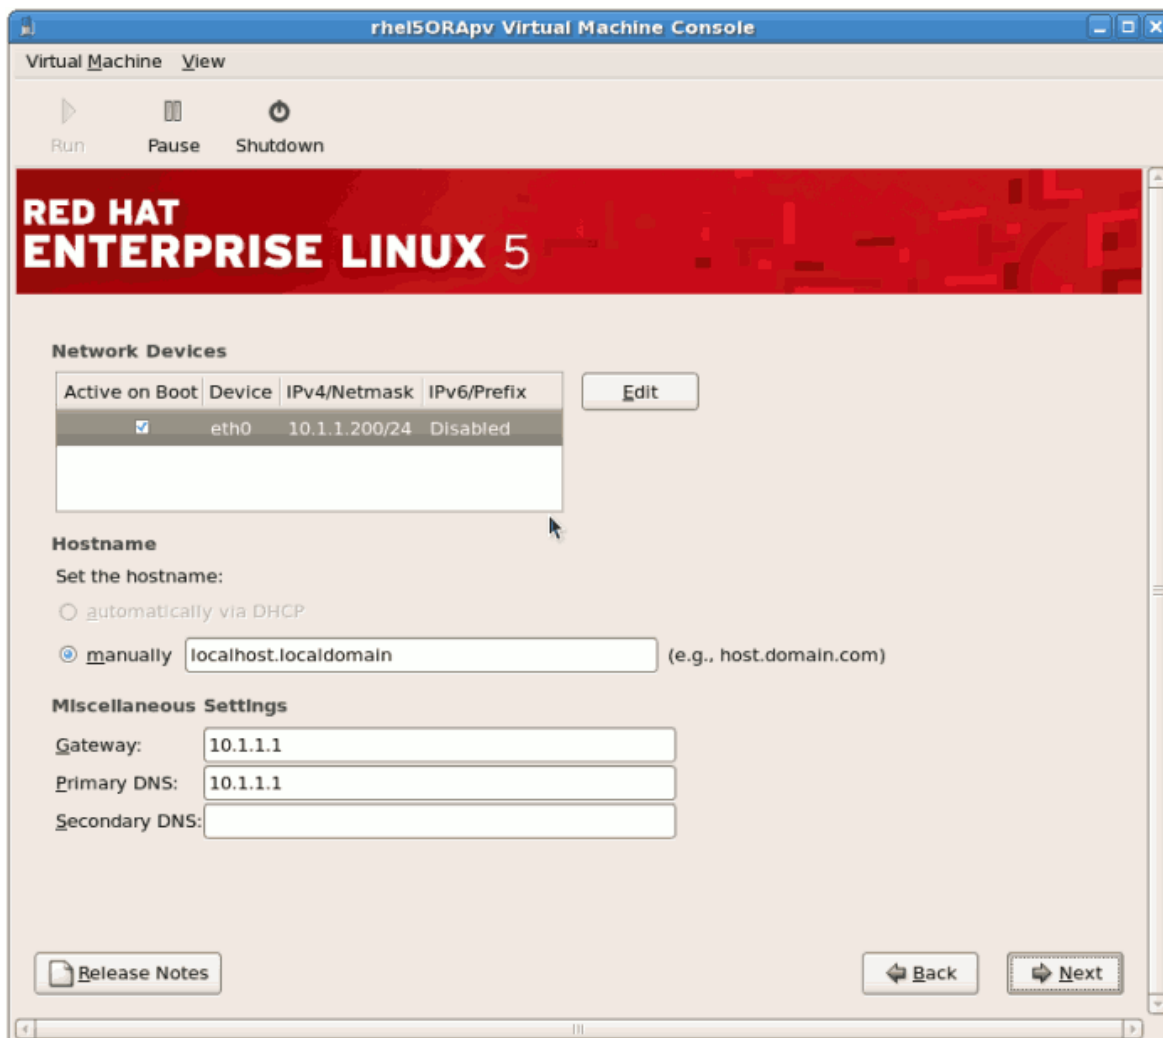 rhel5ORApv Virtual Machine Console
Virtual Machine View
Run Pause Shutdown
RED HAT
ENTERPRISE LINUX 5
Network Devices
Active on Boot Device IPv4/Netmask IPv6/Prefix
Edit
eth0 10.1.1.200/24 Disabled
Hostname
Set the hostname:
automatically via DHCP
manually localhost.localdomain (e.g., host.domain.com)
Miscellaneous Settings
Gateway: 10.1.1.1
Primary DNS: 10.1.1.1
Secondary DNS:
Release Notes Back Next